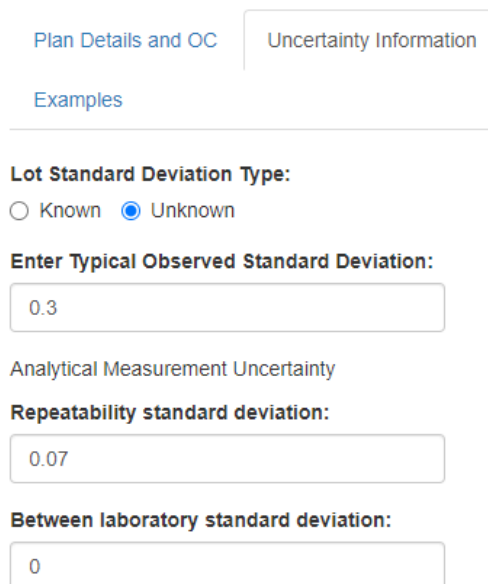 Plan Details and OC
Uncertainty Information
Examples
Lot Standard Deviation Type:
Known Unknown
Enter Typical Observed Standard Deviation:
0.3
Analytical Measurement Uncertainty
Repeatability standard deviation:
0.07
Between laboratory standard deviation:
0